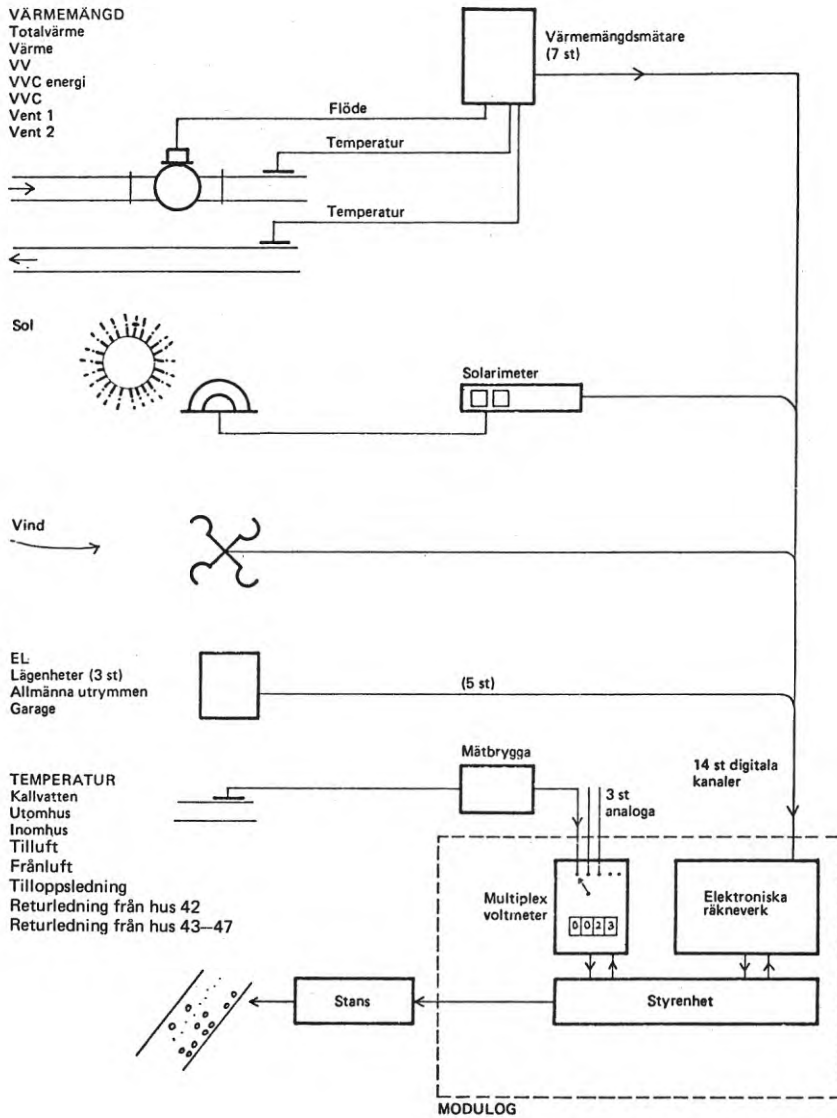 VÄRMEMÄNGD
Totalvärme
Värme
VV
VVC energi
VVC
Vent 1
Vent 2
Värmemängdsmätare
(7 st)
Flöde
Temperatur
Temperatur
Sol
Solarimeter
Vind
EL
Lägenheter (3 st)
Allmänna utrymmen
Garage
(5 st)
TEMPERATUR
Kallvatten
Utomhus
Inomhus
Tilluft
Frånluft
Tilloppsledning
Returledning från hus 42
Returledning från hus 43–47
Mätbrygga
3 st
analoga
14 st digitala
kanaler
Multiplex
voltmeter
0023
Elektroniska
räkneverk
Stans
Styrenhet
MODULOG